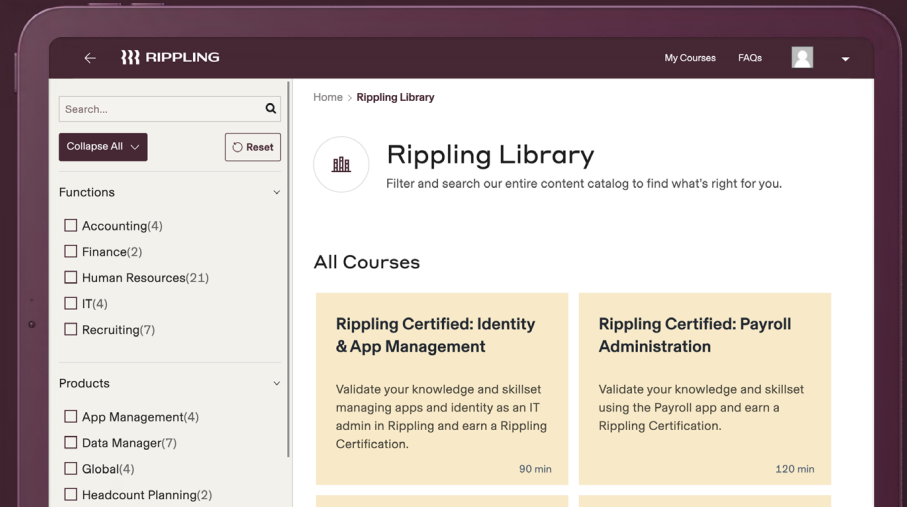 RIPPLING
My Courses
FAQs
Search...
Collapse All
Reset
Functions
Accounting(4)
Finance(2)
Human Resources(21)
IT(4)
Recruiting(7)
Products
App Management(4)
Data Manager(7)
Global(4)
Headcount Planning(2)
Home > Rippling Library
Rippling Library
Filter and search our entire content catalog to find what's right for you.
All Courses
Rippling Certified: Identity
& App Management
Validate your knowledge and skillset
managing apps and identity as an IT
admin in Rippling and earn a Rippling
Certification.
90 min
Rippling Certified: Payroll
Administration
Validate your knowledge and skillset
using the Payroll app and earn a
Rippling Certification.
120 min